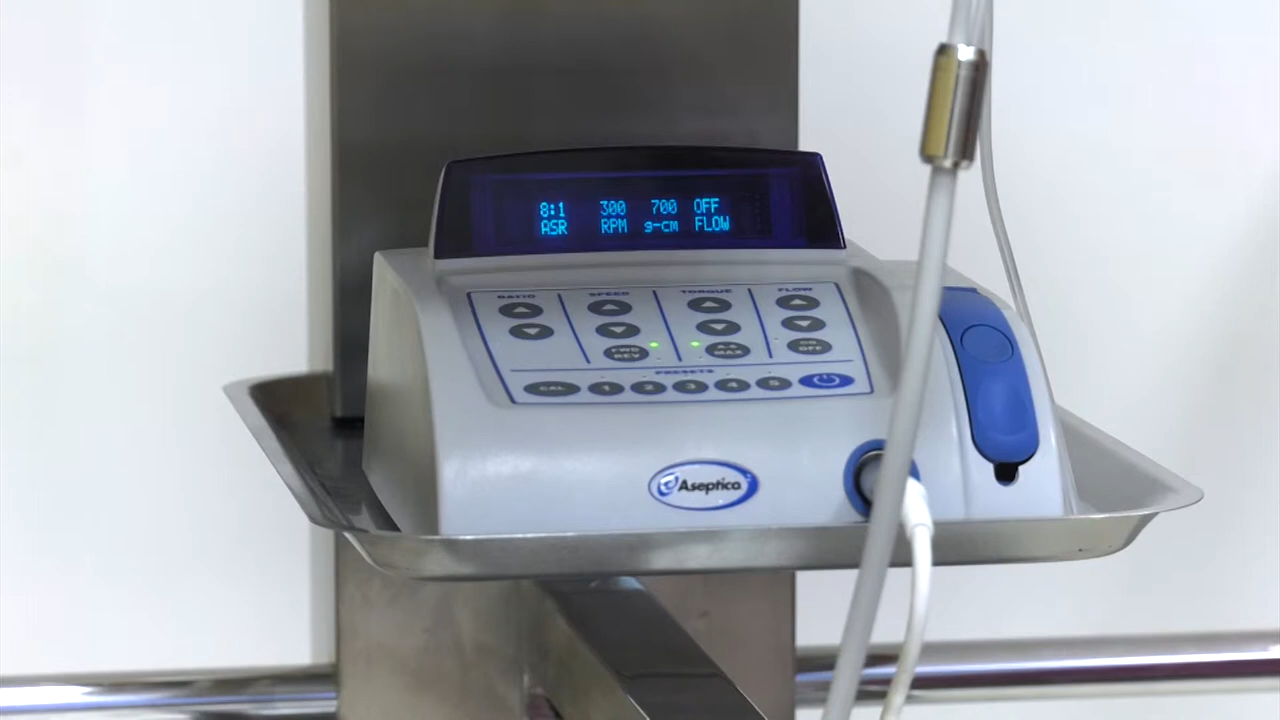 8:1 300 700 OFF
ASR RPM g-cm FLOW
RATIO SPEED TORQUE FLOW
FWD REV
A-S MAX
ON OFF
PRESETS
CAL 1 2 3 4 5
Aseptico